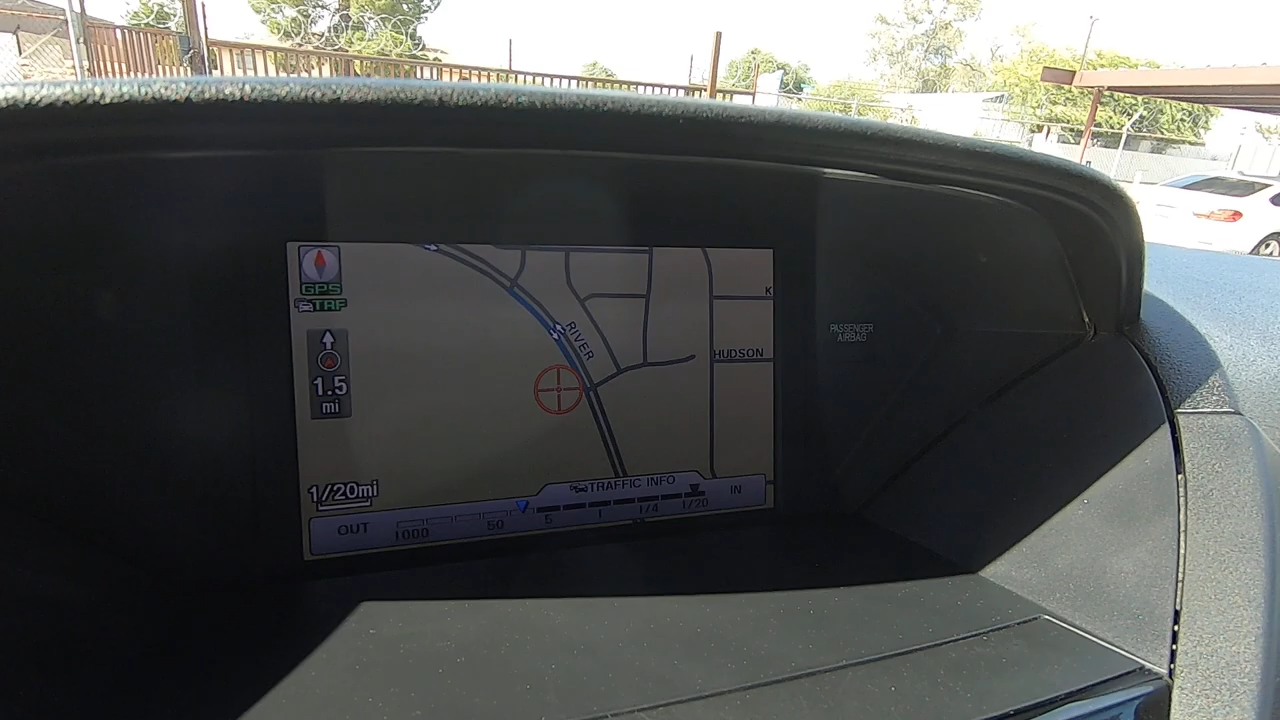 GPS
TRF
1.5
mi
RIVER
K
HUDSON
PASSENGER
AIRBAG
1/20mi
TRAFFIC INFO
OUT
1000
50
5
1
1/4
1/20
IN